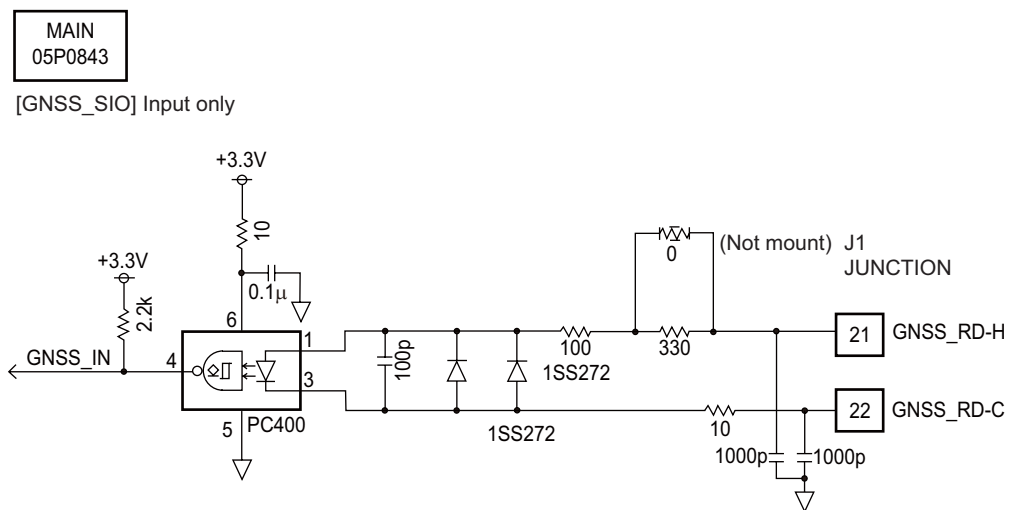 MAIN
05P0843
[GNSS_SIO] Input only
+3.3V
10
+3.3V
0.1μ
2.2k
6
GNSS_IN
4
1
3
5
PC400
100p
1SS272
1SS272
100
0
(Not mount)
330
J1
JUNCTION
21
GNSS_RD-H
22
GNSS_RD-C
10
1000p
1000p